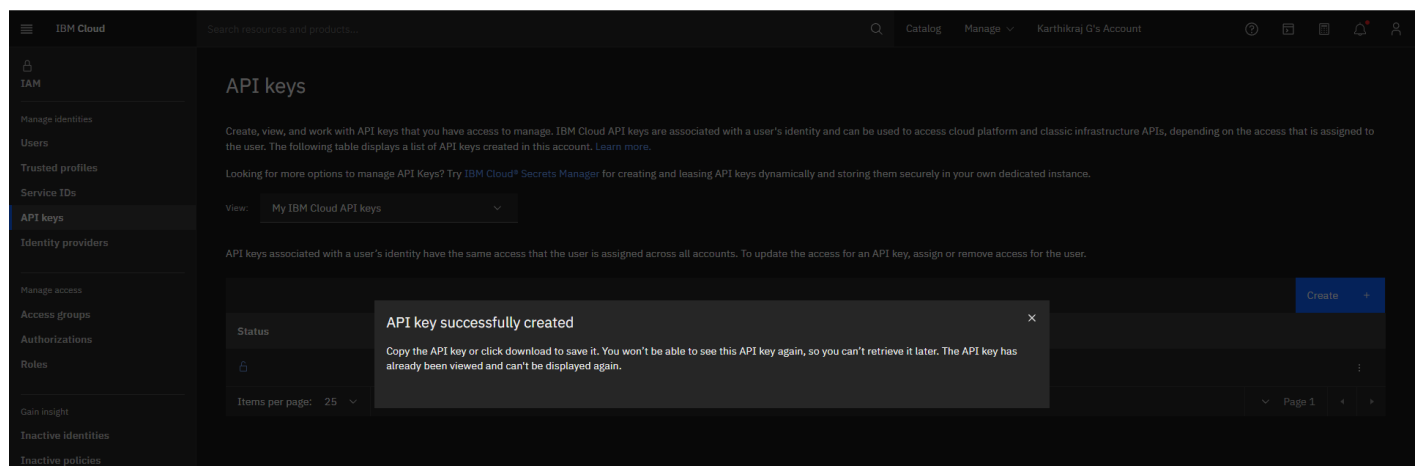 IBM Cloud
Search resources and products...
Catalog
Manage
Karthikraj G's Account
IAM
Manage identities
Users
Trusted profiles
Service IDs
API keys
Identity providers
Manage access
Access groups
Authorizations
Roles
Gain insight
Inactive identities
Inactive policies
API keys
Create, view, and work with API keys that you have access to manage. IBM Cloud API keys are associated with a user's identity and can be used to access cloud platform and classic infrastructure APIs, depending on the access that is assigned to
the user. The following table displays a list of API keys created in this account. Learn more.
Looking for more options to manage API Keys? Try IBM Cloud® Secrets Manager for creating and leasing API keys dynamically and storing them securely in your own dedicated instance.
View:
My IBM Cloud API keys
API keys associated with a user's identity have the same access that the user is assigned across all accounts. To update the access for an API key, assign or remove access for the user.
Create +
Status
API key successfully created
Copy the API key or click download to save it. You won't be able to see this API key again, so you can't retrieve it later. The API key has
already been viewed and can't be displayed again.
Items per page: 25
Page 1